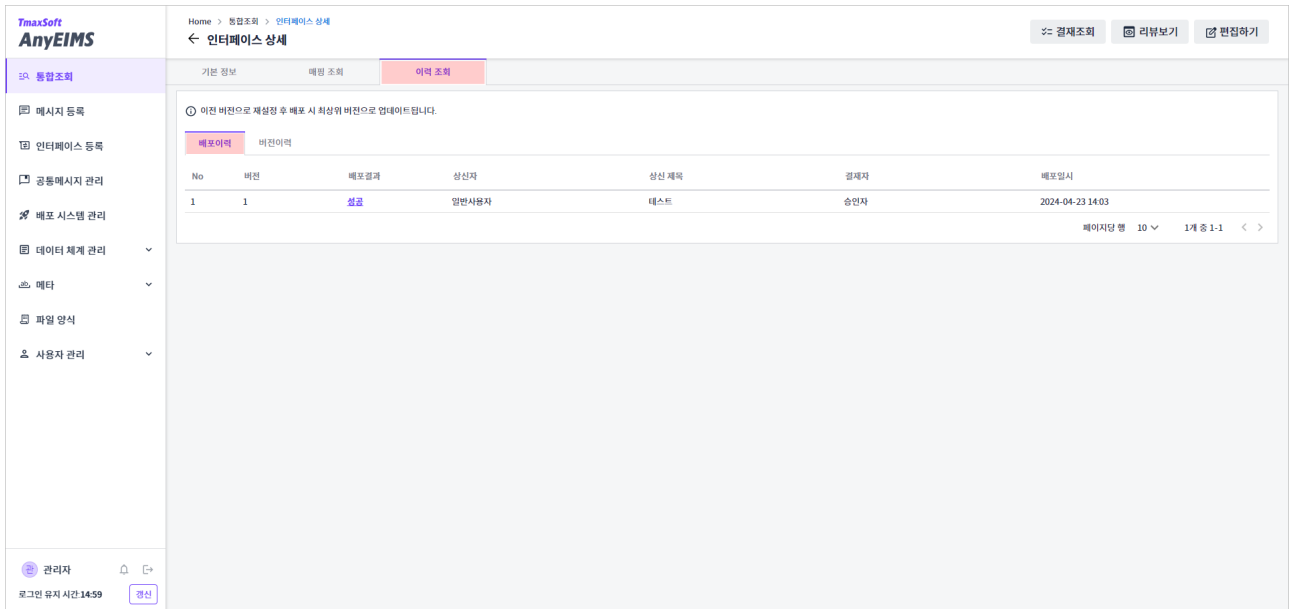 TmaxSoft
AnyEIMS
통합조회
메시지 등록
인터페이스 등록
공통메시지 관리
배포 시스템 관리
데이터 체계 관리
메타
파일 양식
사용자 관리
관 관리자
로그인 유지 시간:14:59 갱신
Home > 통합조회 > 인터페이스 상세
인터페이스 상세
결재조회 리뷰보기 편집하기
기본 정보 매핑 조회 이력 조회
이전 버전으로 재설정 후 배포 시 최상위 버전으로 업데이트됩니다.
배포이력 버전이력
No 버전 배포결과 상신자 상신 제목 결재자 배포일시
1 1 성공 일반사용자 테스트 승인자 2024-04-23 14:03
페이지당 행 10 1개 중 1-1 < >